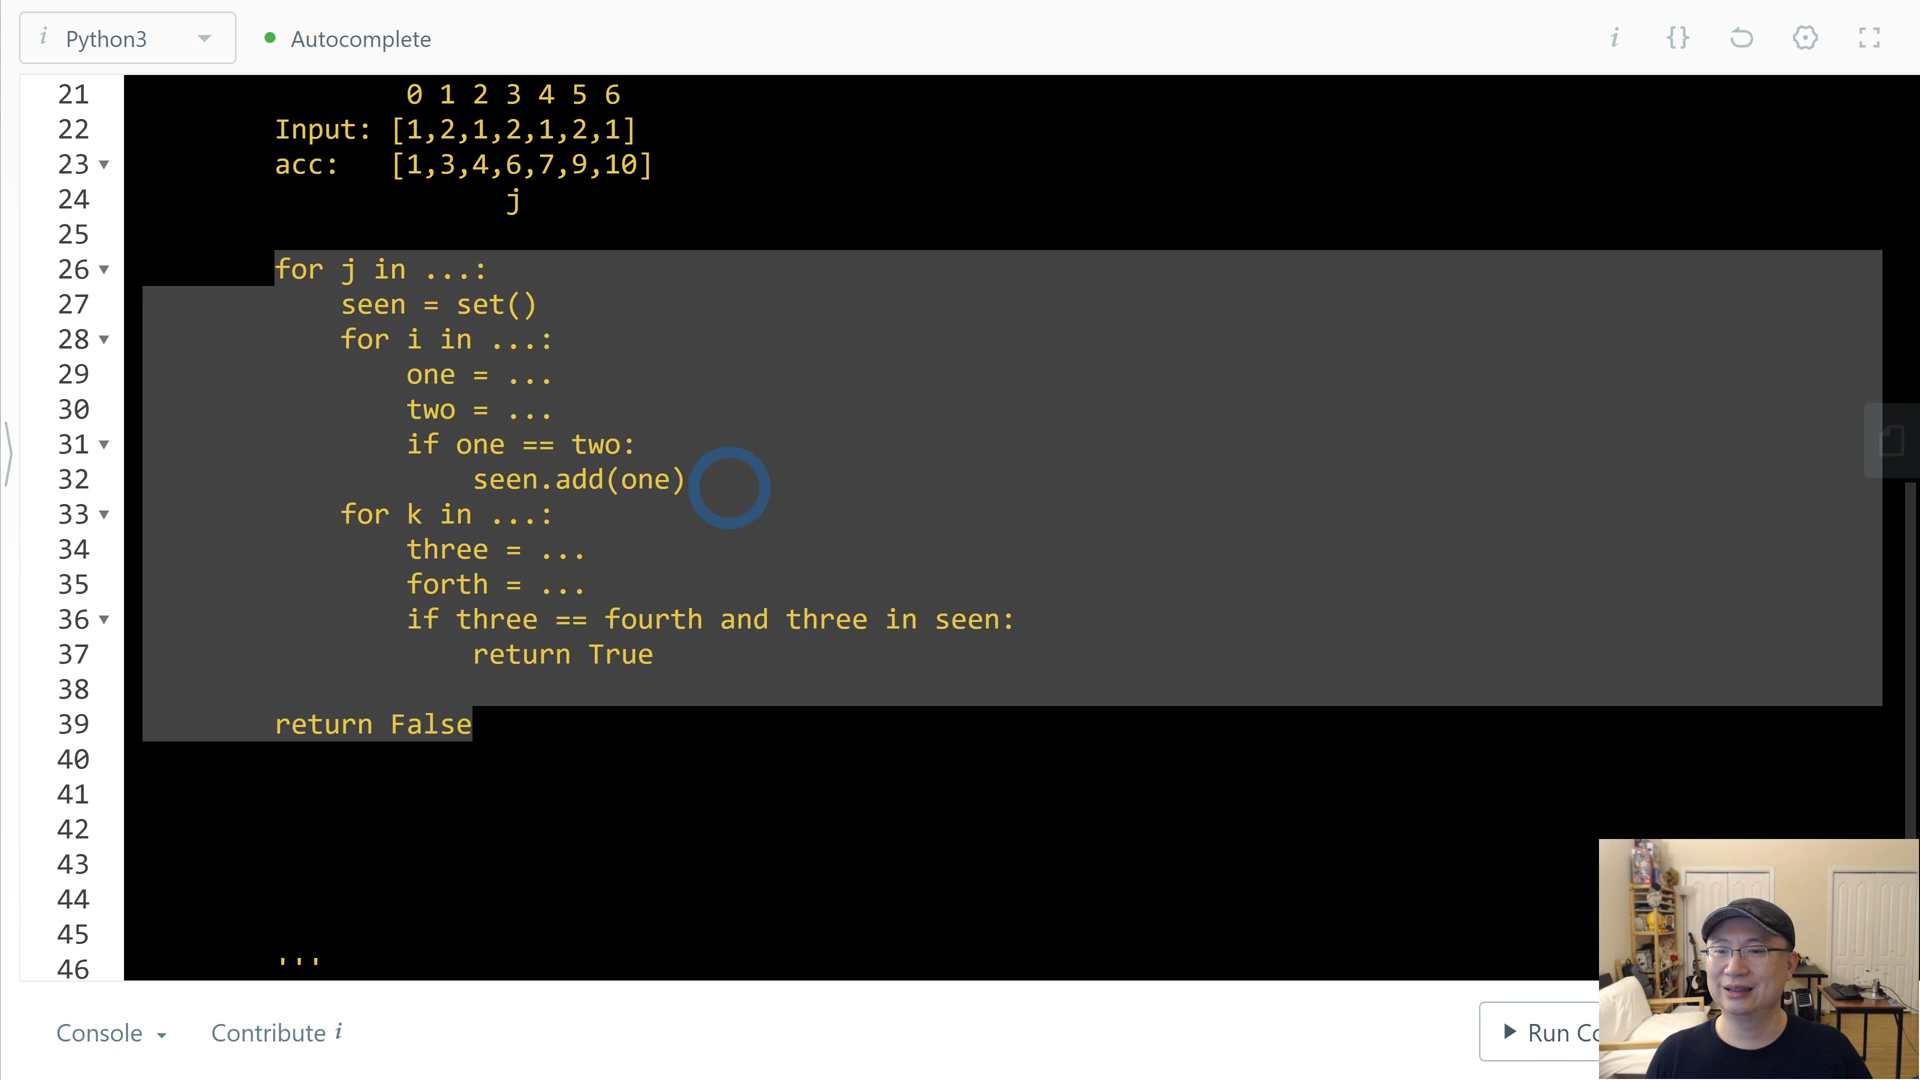 i Python3 Autocomplete i {}
21 0 1 2 3 4 5 6
22 Input: [1,2,1,2,1,2,1]
23 acc: [1,3,4,6,7,9,10]
24 j
25
26 for j in ...:
27 seen = set()
28 for i in ...:
29 one = ...
30 two = ...
31 if one == two:
32 seen.add(one)
33 for k in ...:
34 three = ...
35 forth = ...
36 if three == fourth and three in seen:
37 return True
38
39 return False
40
41
42
43
44
45
46 '''
Console Contribute i Run Co